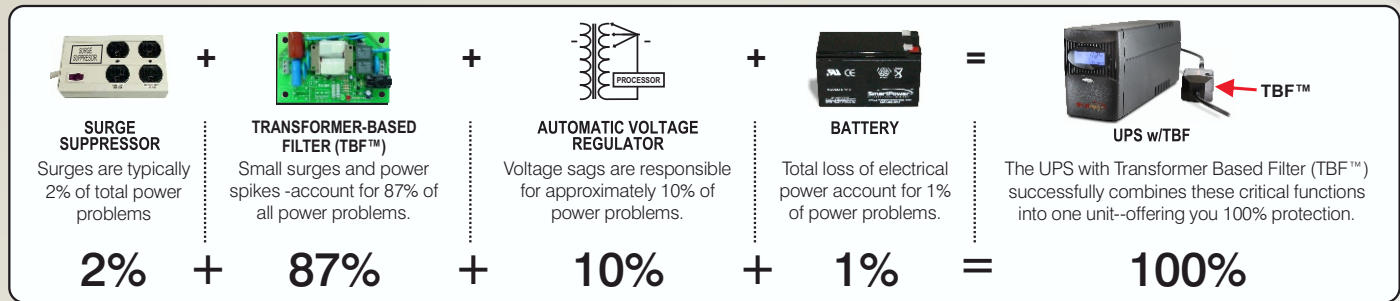 SURGE
SUPPRESSOR
+
+
PROCESSOR
+
SmartPower
=
TBF™
SURGE
SUPPRESSOR
TRANSFORMER-BASED
FILTER (TBF™)
AUTOMATIC VOLTAGE
REGULATOR
BATTERY
UPS w/TBF
Surges are typically
2% of total power
problems
Small surges and power
spikes -account for 87% of
all power problems.
Voltage sags are responsible
for approximately 10% of
power problems.
Total loss of electrical
power account for 1%
of power problems.
The UPS with Transformer Based Filter (TBF™)
successfully combines these critical functions
into one unit--offering you 100% protection.
2% + 87% + 10% + 1% = 100%